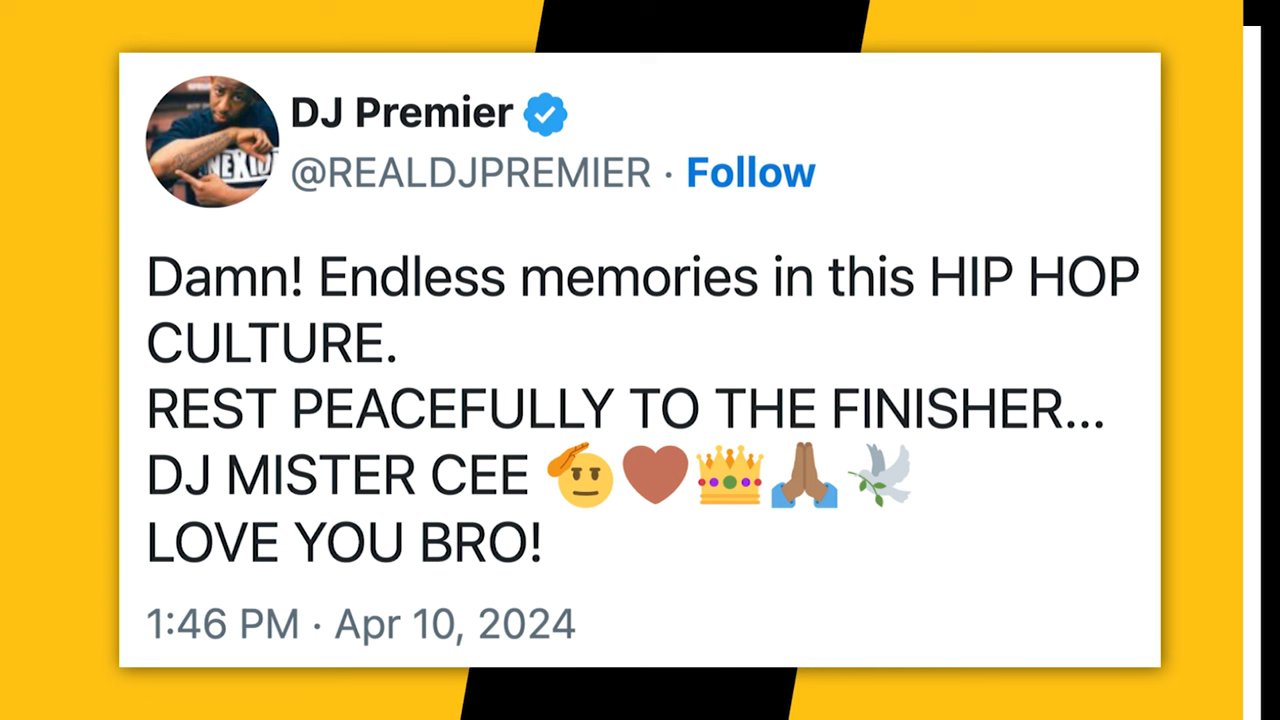 DJ Premier
@REALDJPREMIER · Follow
Damn! Endless memories in this HIP HOP
CULTURE.
REST PEACEFULLY TO THE FINISHER...
DJ MISTER CEE 🫡❤️👑🙏🏾🕊️
LOVE YOU BRO!
1:46 PM · Apr 10, 2024